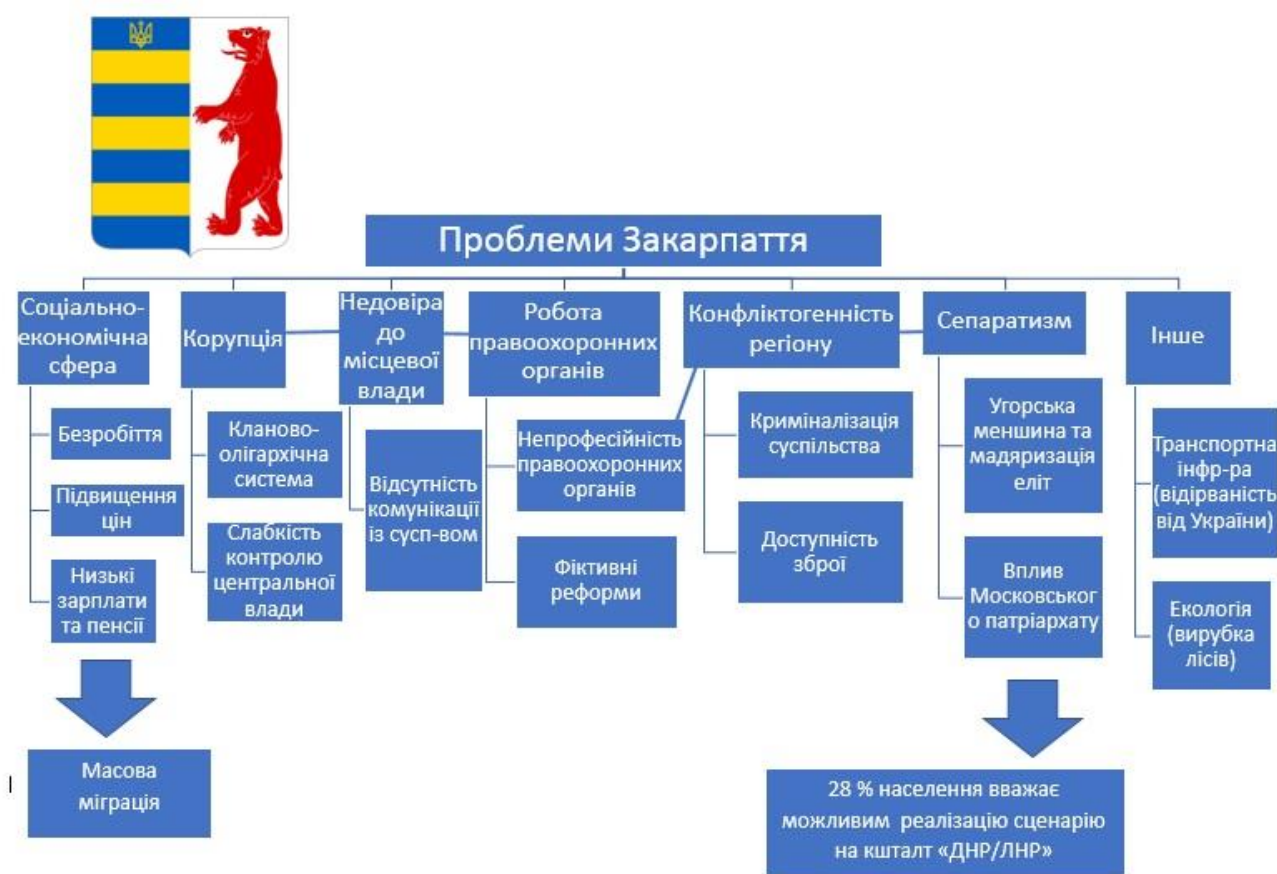 Проблеми Закарпаття
Соціально-
економічна
сфера
Безробіття
Підвищення
цін
Низькі
зарплати
та пенсії
Масова
міграція
Корупція
Кланово-
олігархічна
система
Слабкість
контролю
центральної
влади
Недовіра
до
місцевої
влади
Відсутність
комунікації
із сусп-вом
Робота
правоохоронних
органів
Непрофесійність
правоохоронних
органів
Фіктивні
реформи
Конфліктогенність
регіону
Криміналізація
суспільства
Доступність
зброї
Сепаратизм
Угорська
меншина та
мадяризація
еліт
Вплив
Московськог
о патріархату
28 % населення вважає
можливим реалізацію сценарію
на кшталт «ДНР/ЛНР»
Інше
Транспортна
інфр-ра
(відірваність
від України)
Екологія
(вирубка
лісів)